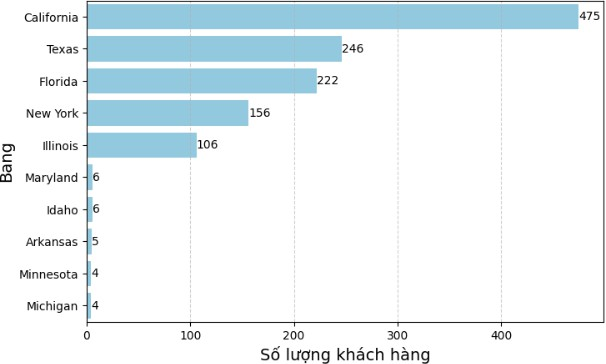 California 475
Texas 246
Florida 222
New York 156
Illinois 106
Maryland 6
Idaho 6
Arkansas 5
Minnesota 4
Michigan 4
Bang
0 100 200 300 400
Số lượng khách hàng